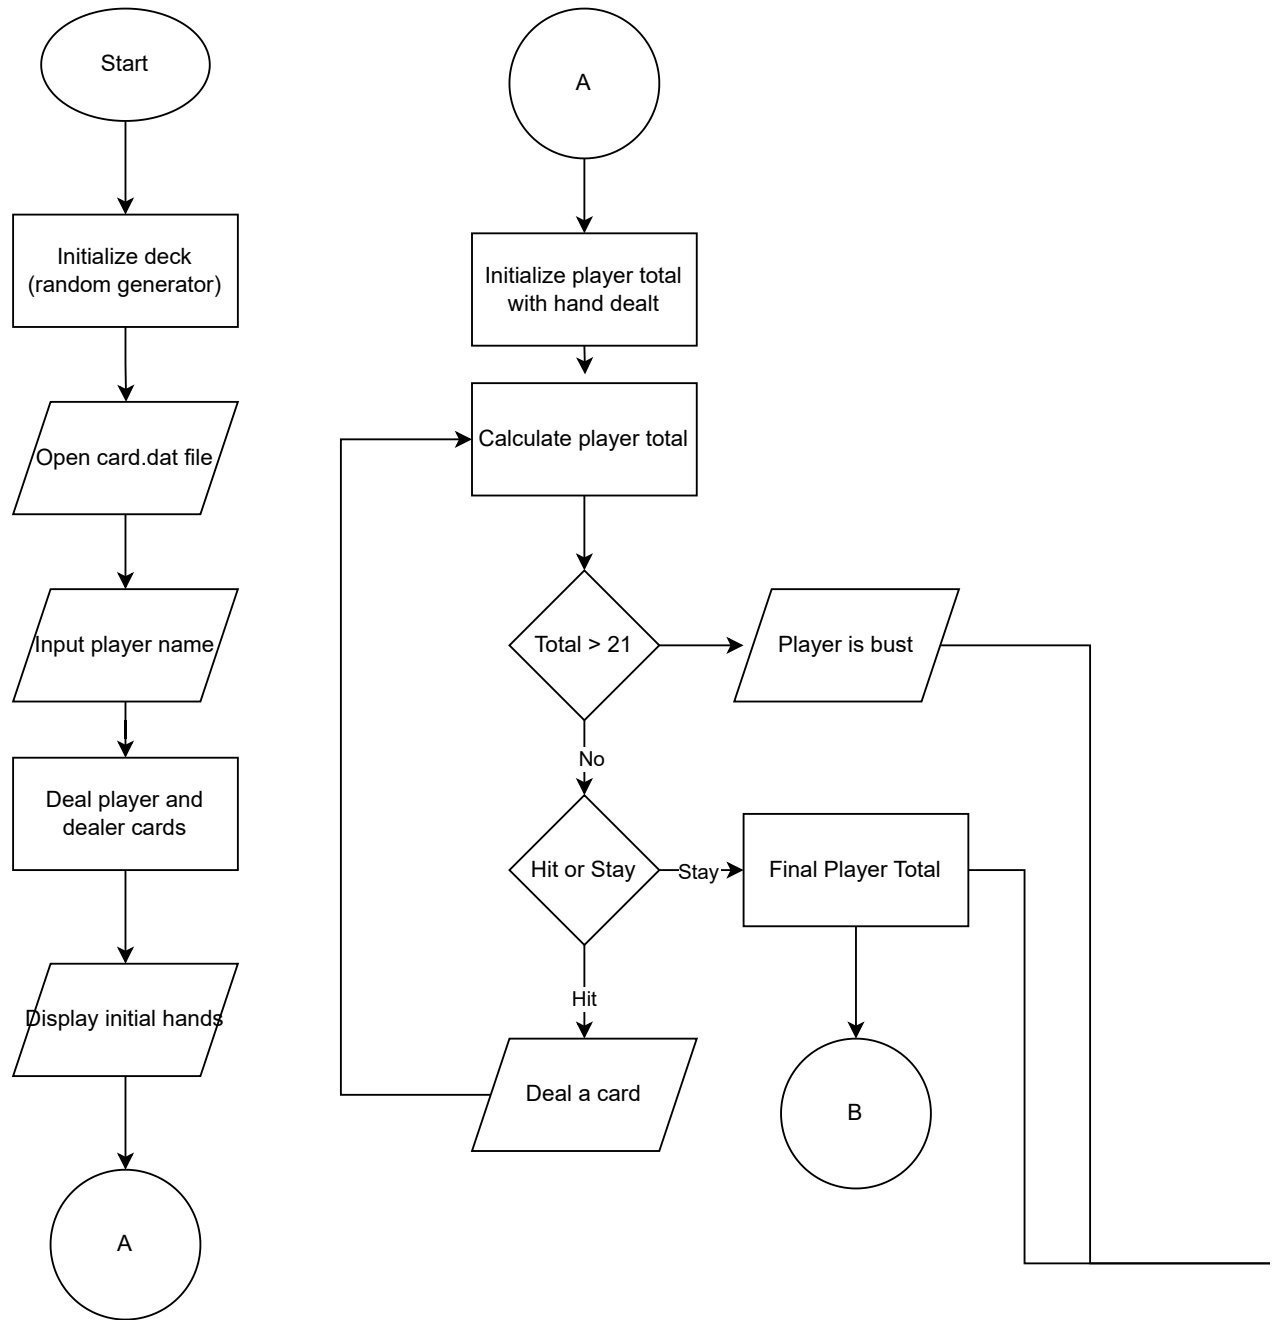 Start
Initialize deck
(random generator)
Open card.dat file
Input player name
Deal player and
dealer cards
Display initial hands
A
A
Initialize player total
with hand dealt
Calculate player total
Total > 21
Player is bust
No
Hit or Stay
Stay
Final Player Total
Hit
Deal a card
B